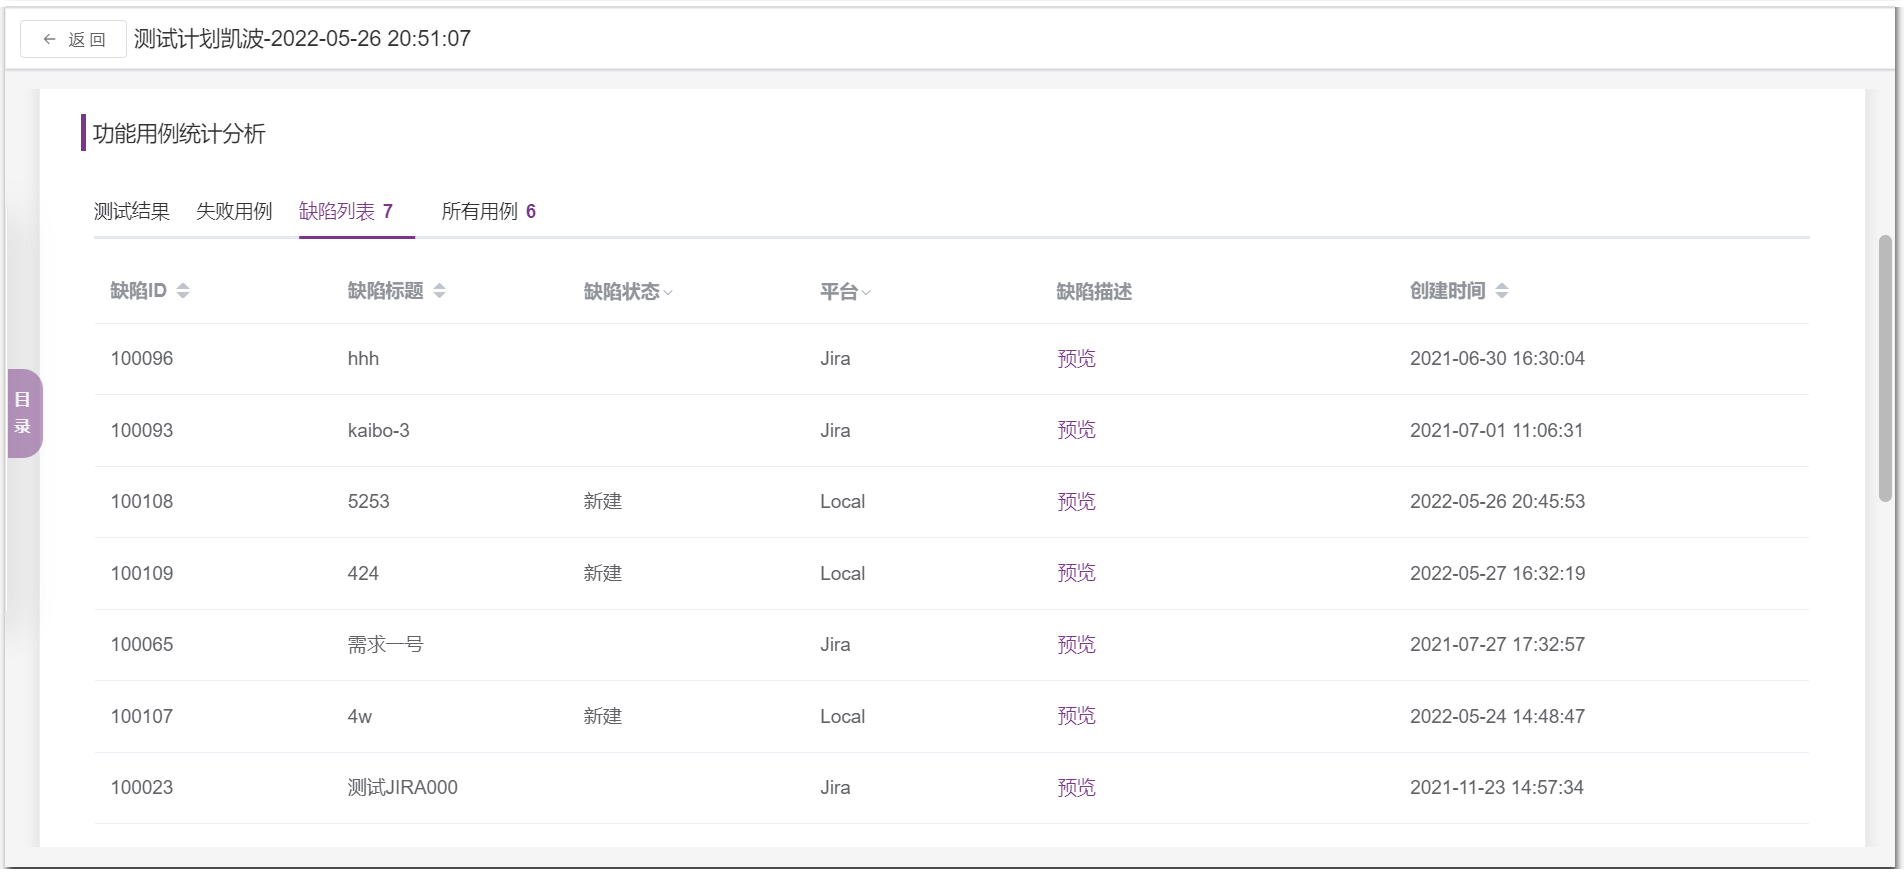 ← 返 回 测试计划凯波-2022-05-26 20:51:07
功能用例统计分析
测试结果 失败用例 缺陷列表 7 所有用例 6
缺陷ID 缺陷标题 缺陷状态 平台 缺陷描述 创建时间
100096 hhh Jira 预览 2021-06-30 16:30:04
100093 kaibo-3 Jira 预览 2021-07-01 11:06:31
100108 5253 新建 Local 预览 2022-05-26 20:45:53
100109 424 新建 Local 预览 2022-05-27 16:32:19
100065 需求一号 Jira 预览 2021-07-27 17:32:57
100107 4w 新建 Local 预览 2022-05-24 14:48:47
100023 测试JIRA000 Jira 预览 2021-11-23 14:57:34
目
录